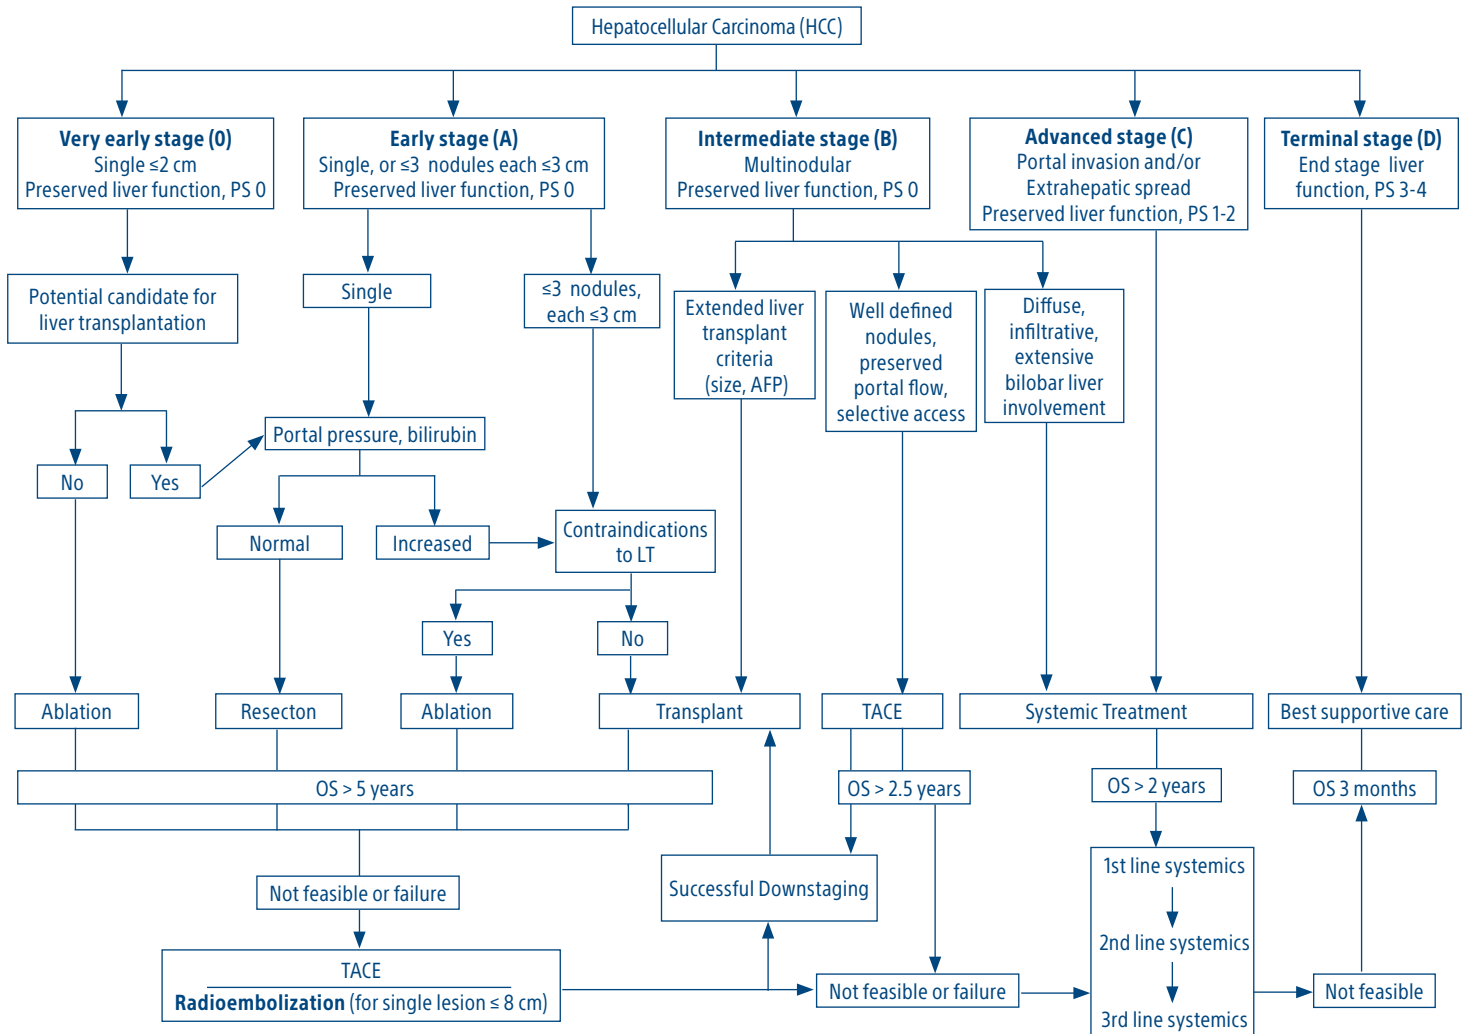 Hepatocellular Carcinoma (HCC)
Very early stage (0)
Single ≤2 cm
Preserved liver function, PS 0
Early stage (A)
Single, or ≤3 nodules each ≤3 cm
Preserved liver function, PS 0
Intermediate stage (B)
Multinodular
Preserved liver function, PS 0
Advanced stage (C)
Portal invasion and/or
Extrahepatic spread
Preserved liver function, PS 1-2
Terminal stage (D)
End stage liver
function, PS 3-4
Potential candidate for
liver transplantation
Single
≤3 nodules,
each ≤3 cm
Extended liver
transplant
criteria
(size, AFP)
Well defined
nodules,
preserved
portal flow,
selective access
Diffuse,
infiltrative,
extensive
bilobar liver
involvement
Portal pressure, bilirubin
No
Yes
Normal
Increased
Contraindications
to LT
Yes
No
Ablation
Resecton
Ablation
Transplant
TACE
Systemic Treatment
Best supportive care
OS > 5 years
OS > 2.5 years
OS > 2 years
OS 3 months
Not feasible or failure
Successful Downstaging
1st line systemics
2nd line systemics
3rd line systemics
TACE
Radioembolization (for single lesion ≤ 8 cm)
Not feasible or failure
Not feasible